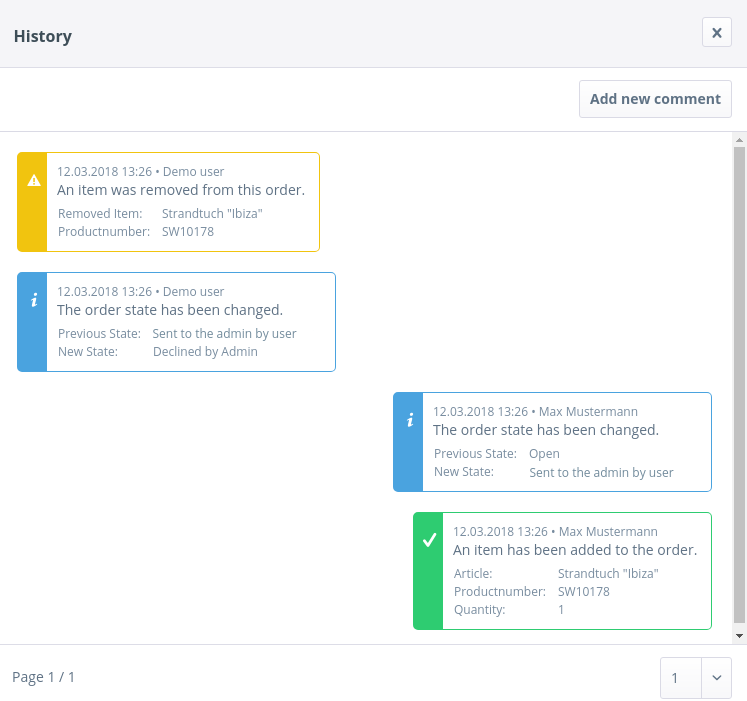 History
Add new comment
12.03.2018 13:26 • Demo user
An item was removed from this order.
Removed Item: Strandtuch "Ibiza"
Productnumber: SW10178
12.03.2018 13:26 • Demo user
The order state has been changed.
Previous State: Sent to the admin by user
New State: Declined by Admin
12.03.2018 13:26 • Max Mustermann
The order state has been changed.
Previous State: Open
New State: Sent to the admin by user
12.03.2018 13:26 • Max Mustermann
An item has been added to the order.
Article: Strandtuch "Ibiza"
Productnumber: SW10178
Quantity: 1
Page 1 / 1
1